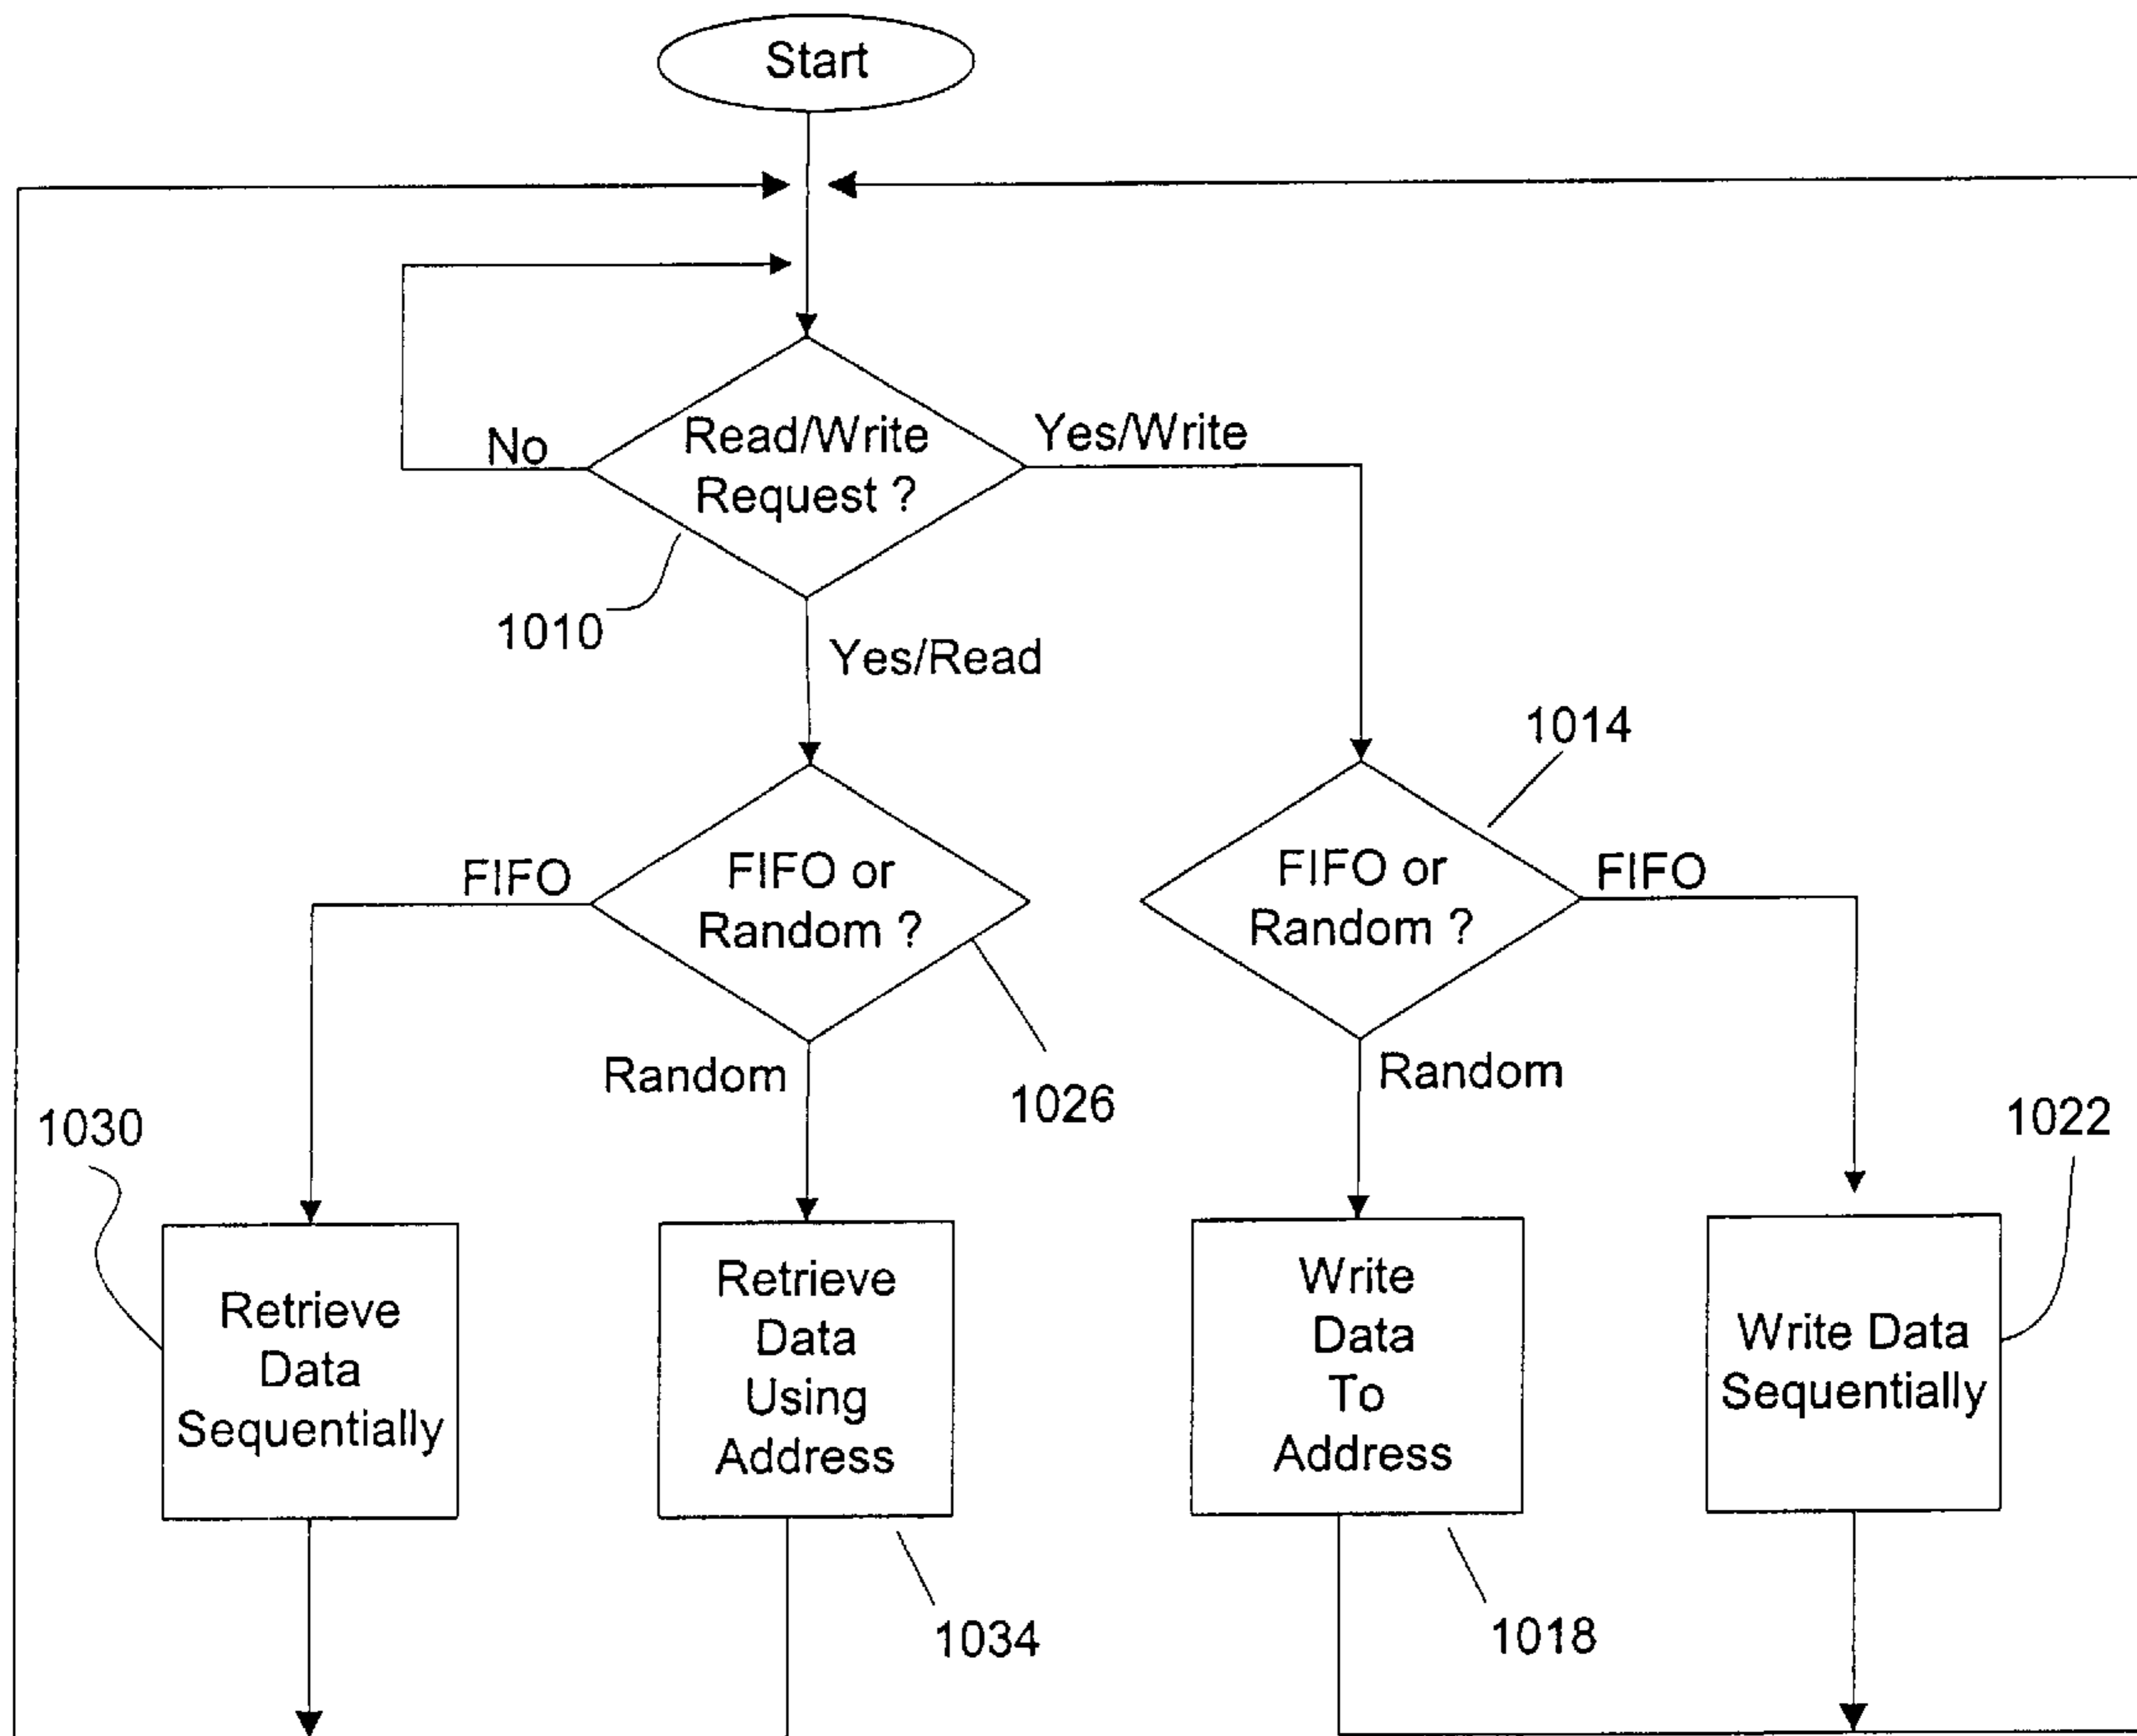 Start
No
Read/Write
Request ?
Yes/Write
1010
Yes/Read
1014
FIFO
FIFO or
Random ?
FIFO or
Random ?
FIFO
Random
1026
Random
1030
1022
Retrieve
Data
Sequentially
Retrieve
Data
Using
Address
Write
Data
To
Address
Write Data
Sequentially
1034
1018